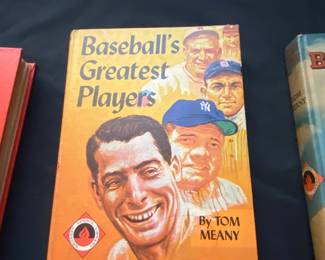 Baseball's
Greatest
Players
By TOM
MEANY